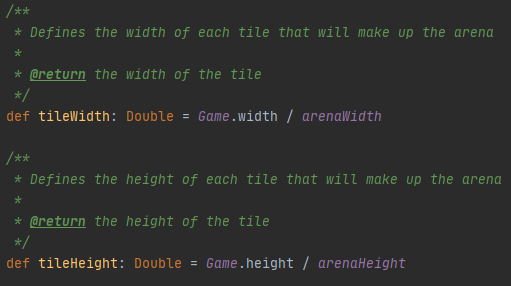 /**
 * Defines the width of each tile that will make up the arena
 *
 * @return the width of the tile
 */
def tileWidth: Double = Game.width / arenaWidth

/**
 * Defines the height of each tile that will make up the arena
 *
 * @return the height of the tile
 */
def tileHeight: Double = Game.height / arenaHeight